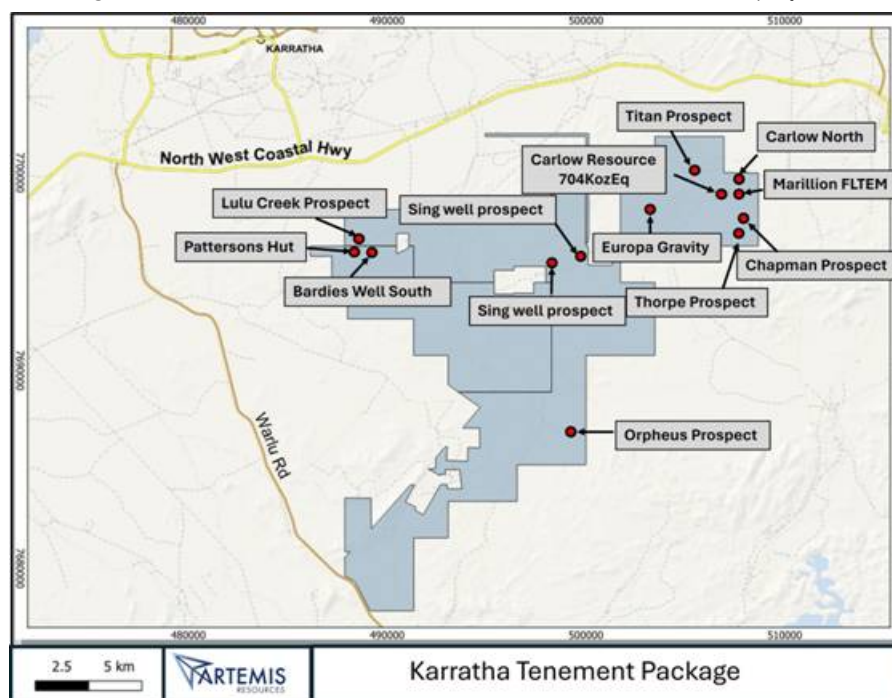 480000
490000
500000
510000
KARRATHA
7700000
North West Coastal Hwy
Titan Prospect
Carlow North
Carlow Resource
704KozEq
Marillion FLTEM
Lulu Creek Prospect
Sing well prospect
Pattersons Hut
Europa Gravity
Chapman Prospect
Bardies Well South
Sing well prospect
Thorpe Prospect
7690000
Warlu Rd
Orpheus Prospect
7680000
480000
490000
500000
510000
2.5 5 km
ARTEMIS
RESOURCES
Karratha Tenement Package